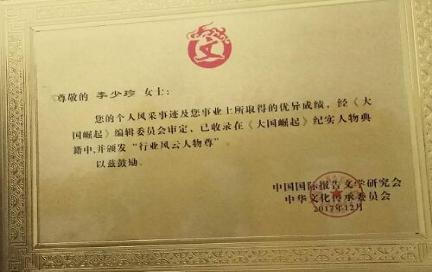 尊敬的 李少珍 女士：
您的个人风采事迹及您事业上所取得的优异成绩，经《大
国崛起》编辑委员会审定，已收录在《大国崛起》纪实人物典
籍中，并颁发“行业风云人物尊”
以兹鼓励。
中国国际报告文学研究会
中华文化传承委员会
2017年12月